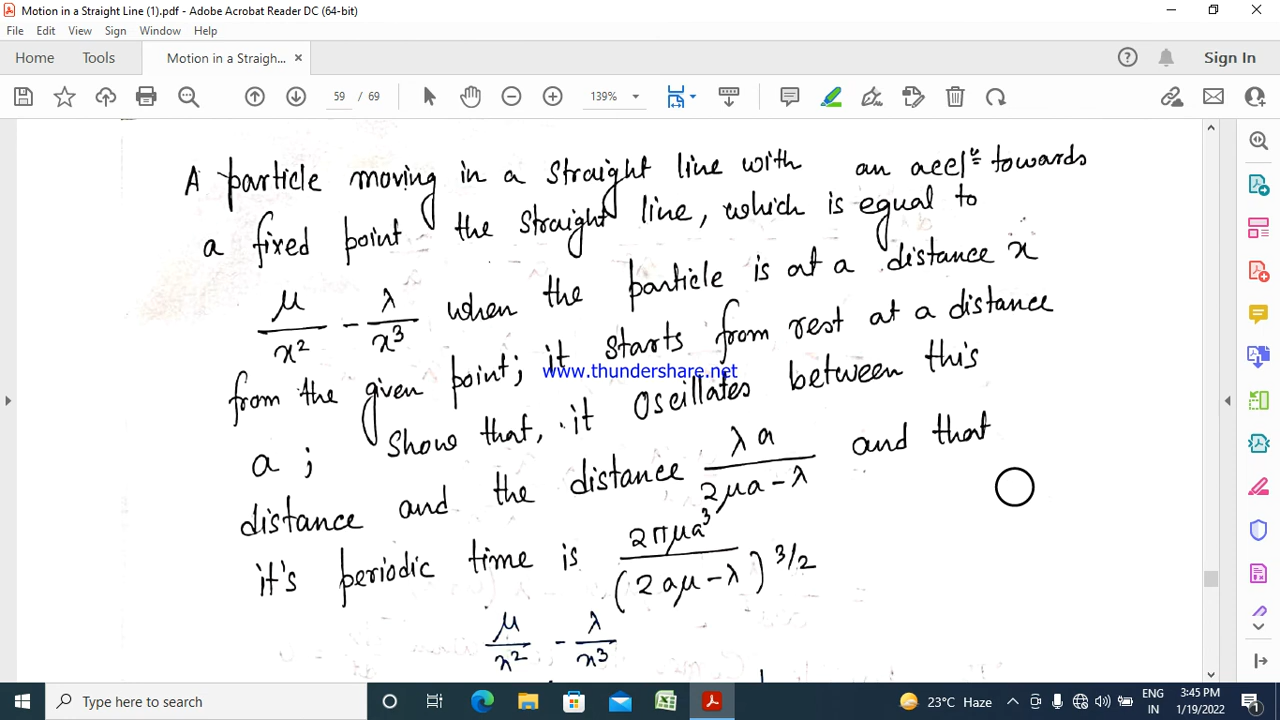 Motion in a Straight Line (1).pdf - Adobe Acrobat Reader DC (64-bit)
File Edit View Sign Window Help
Home Tools Motion in a Straigh... × Sign In
59 / 69 139%
A particle moving in a straight line with an accelⁿ towards
a fixed point the straight line, which is equal to
μ/x² - λ/x³ when the particle is at a distance x
from the given point; it starts from rest at a distance
www.thundershare.net
a ; Show that, it Oscillates between this
distance and the distance λa/(2μa-λ) and that
it's periodic time is 2πμa³/(2aμ-λ)^3/2
μ/x² - λ/x³
Type here to search
23°C Haze
ENG
IN
3:45 PM
1/19/2022
1